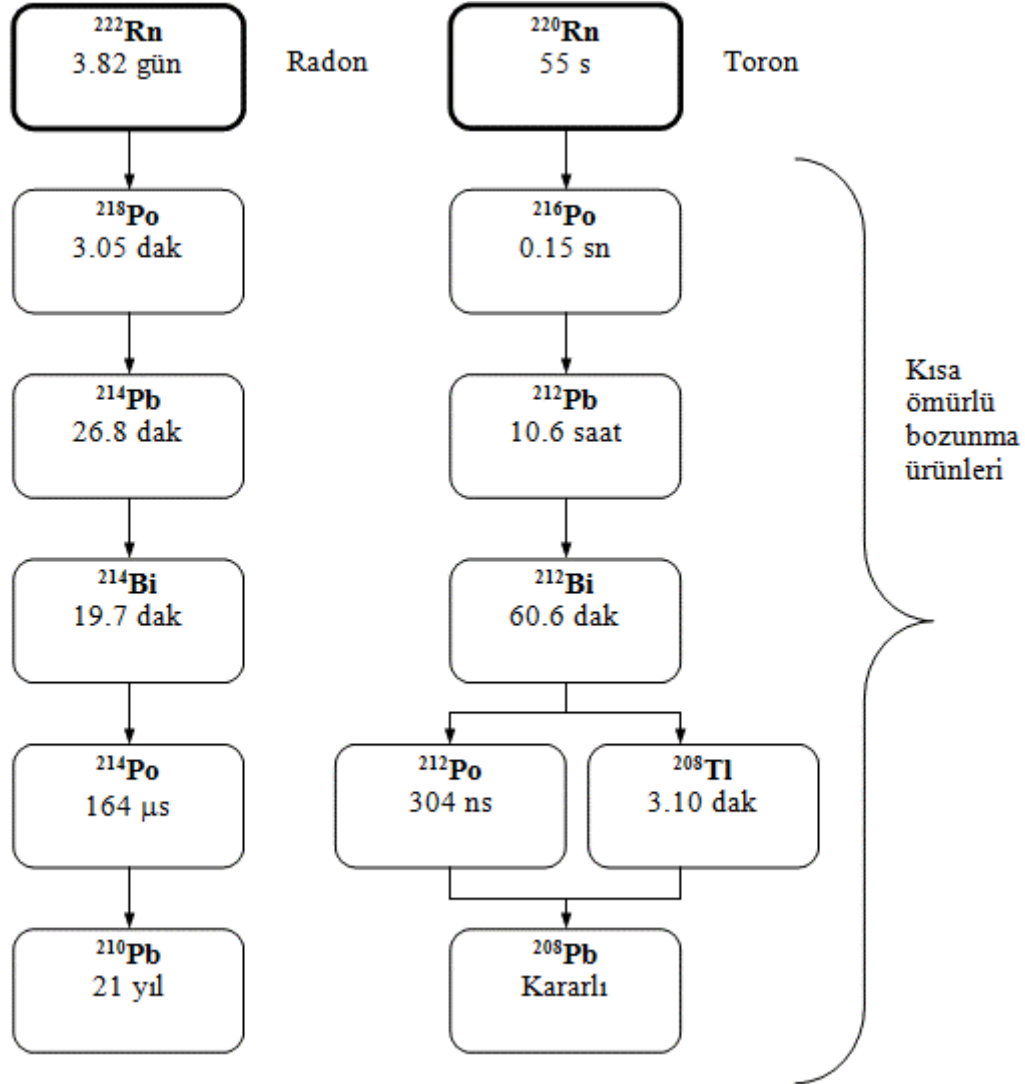 ²²²Rn
3.82 gün
Radon
²²⁰Rn
55 s
Toron
²¹⁸Po
3.05 dak
²¹⁶Po
0.15 sn
²¹⁴Pb
26.8 dak
²¹²Pb
10.6 saat
Kısa
ömürlü
bozunma
ürünleri
²¹⁴Bi
19.7 dak
²¹²Bi
60.6 dak
²¹⁴Po
164 µs
²¹²Po
304 ns
²⁰⁸Tl
3.10 dak
²¹⁰Pb
21 yıl
²⁰⁸Pb
Kararlı